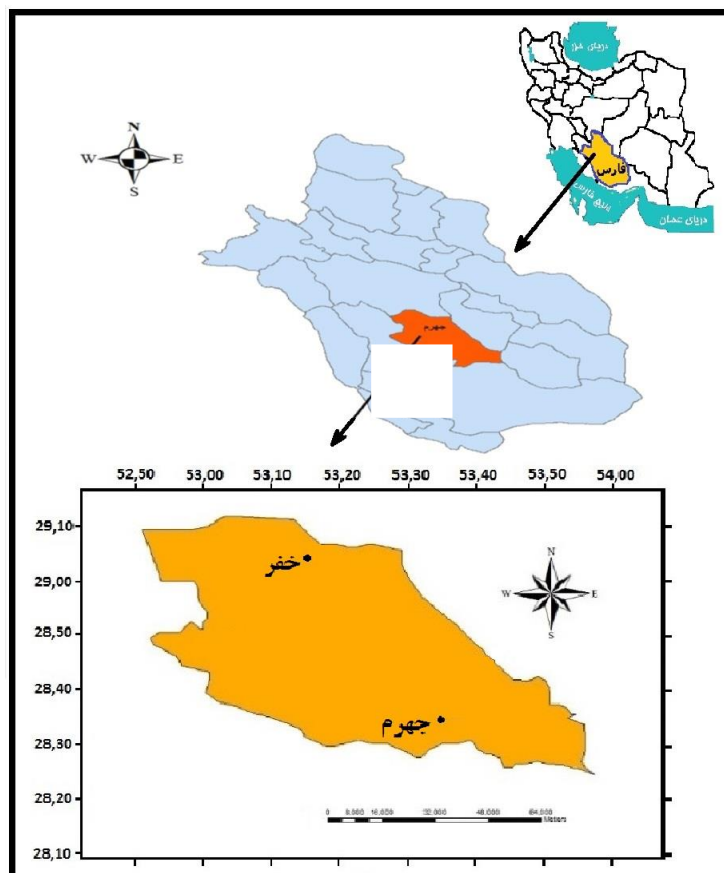 دریای خزر
فارس
خلیج فارس
دریای عمان
N
W E
S
جهرم
52,50 53,00 53,10 53,20 53,30 53,40 53,50 54,00
29,10
29,00
28,50
28,40
28,30
28,20
28,10
خفر
N
W E
S
جهرم
0 8,000 16,000 32,000 48,000 64,000
Meters